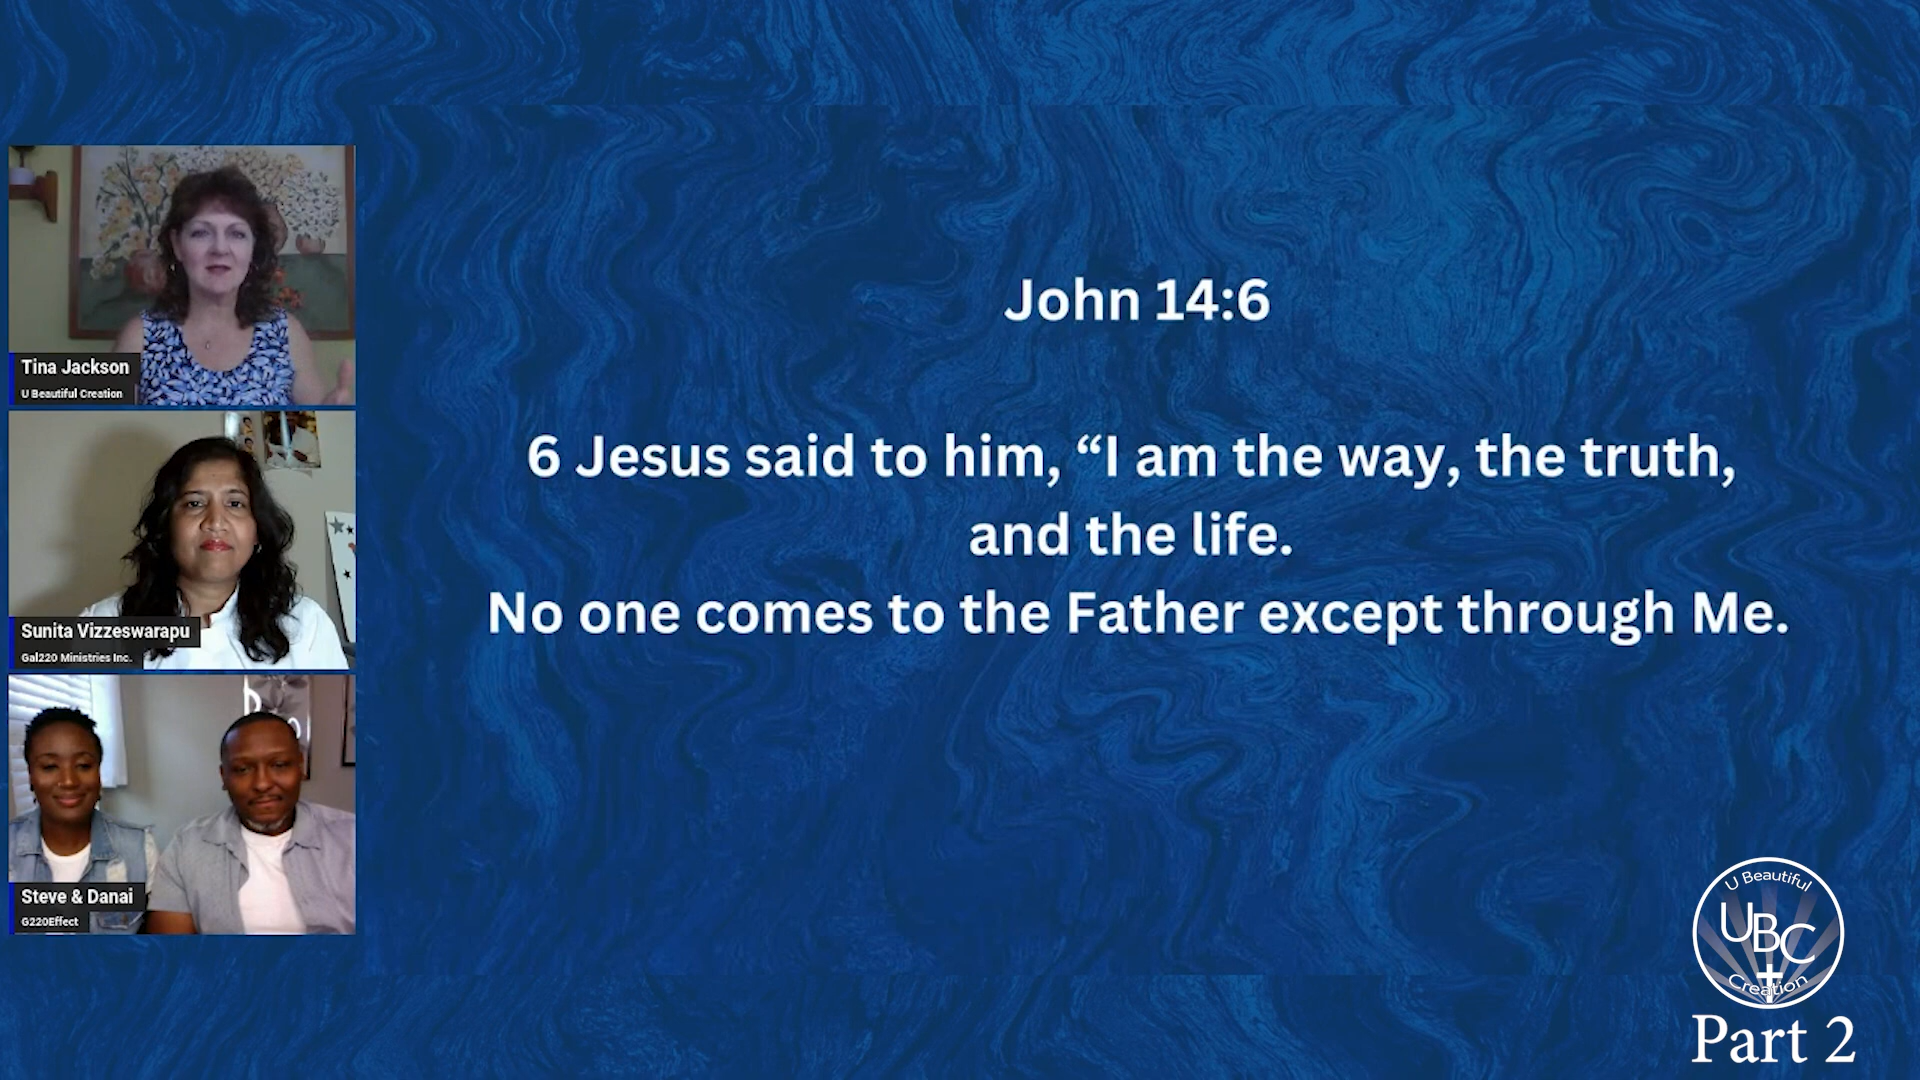 Tina Jackson
U Beautiful Creation
Sunita Vizzeswarapu
Gal220 Ministries Inc.
Steve & Danai
G220Effect
John 14:6
6 Jesus said to him, “I am the way, the truth,
and the life.
No one comes to the Father except through Me.
U Beautiful
UBC
Creation
Part 2